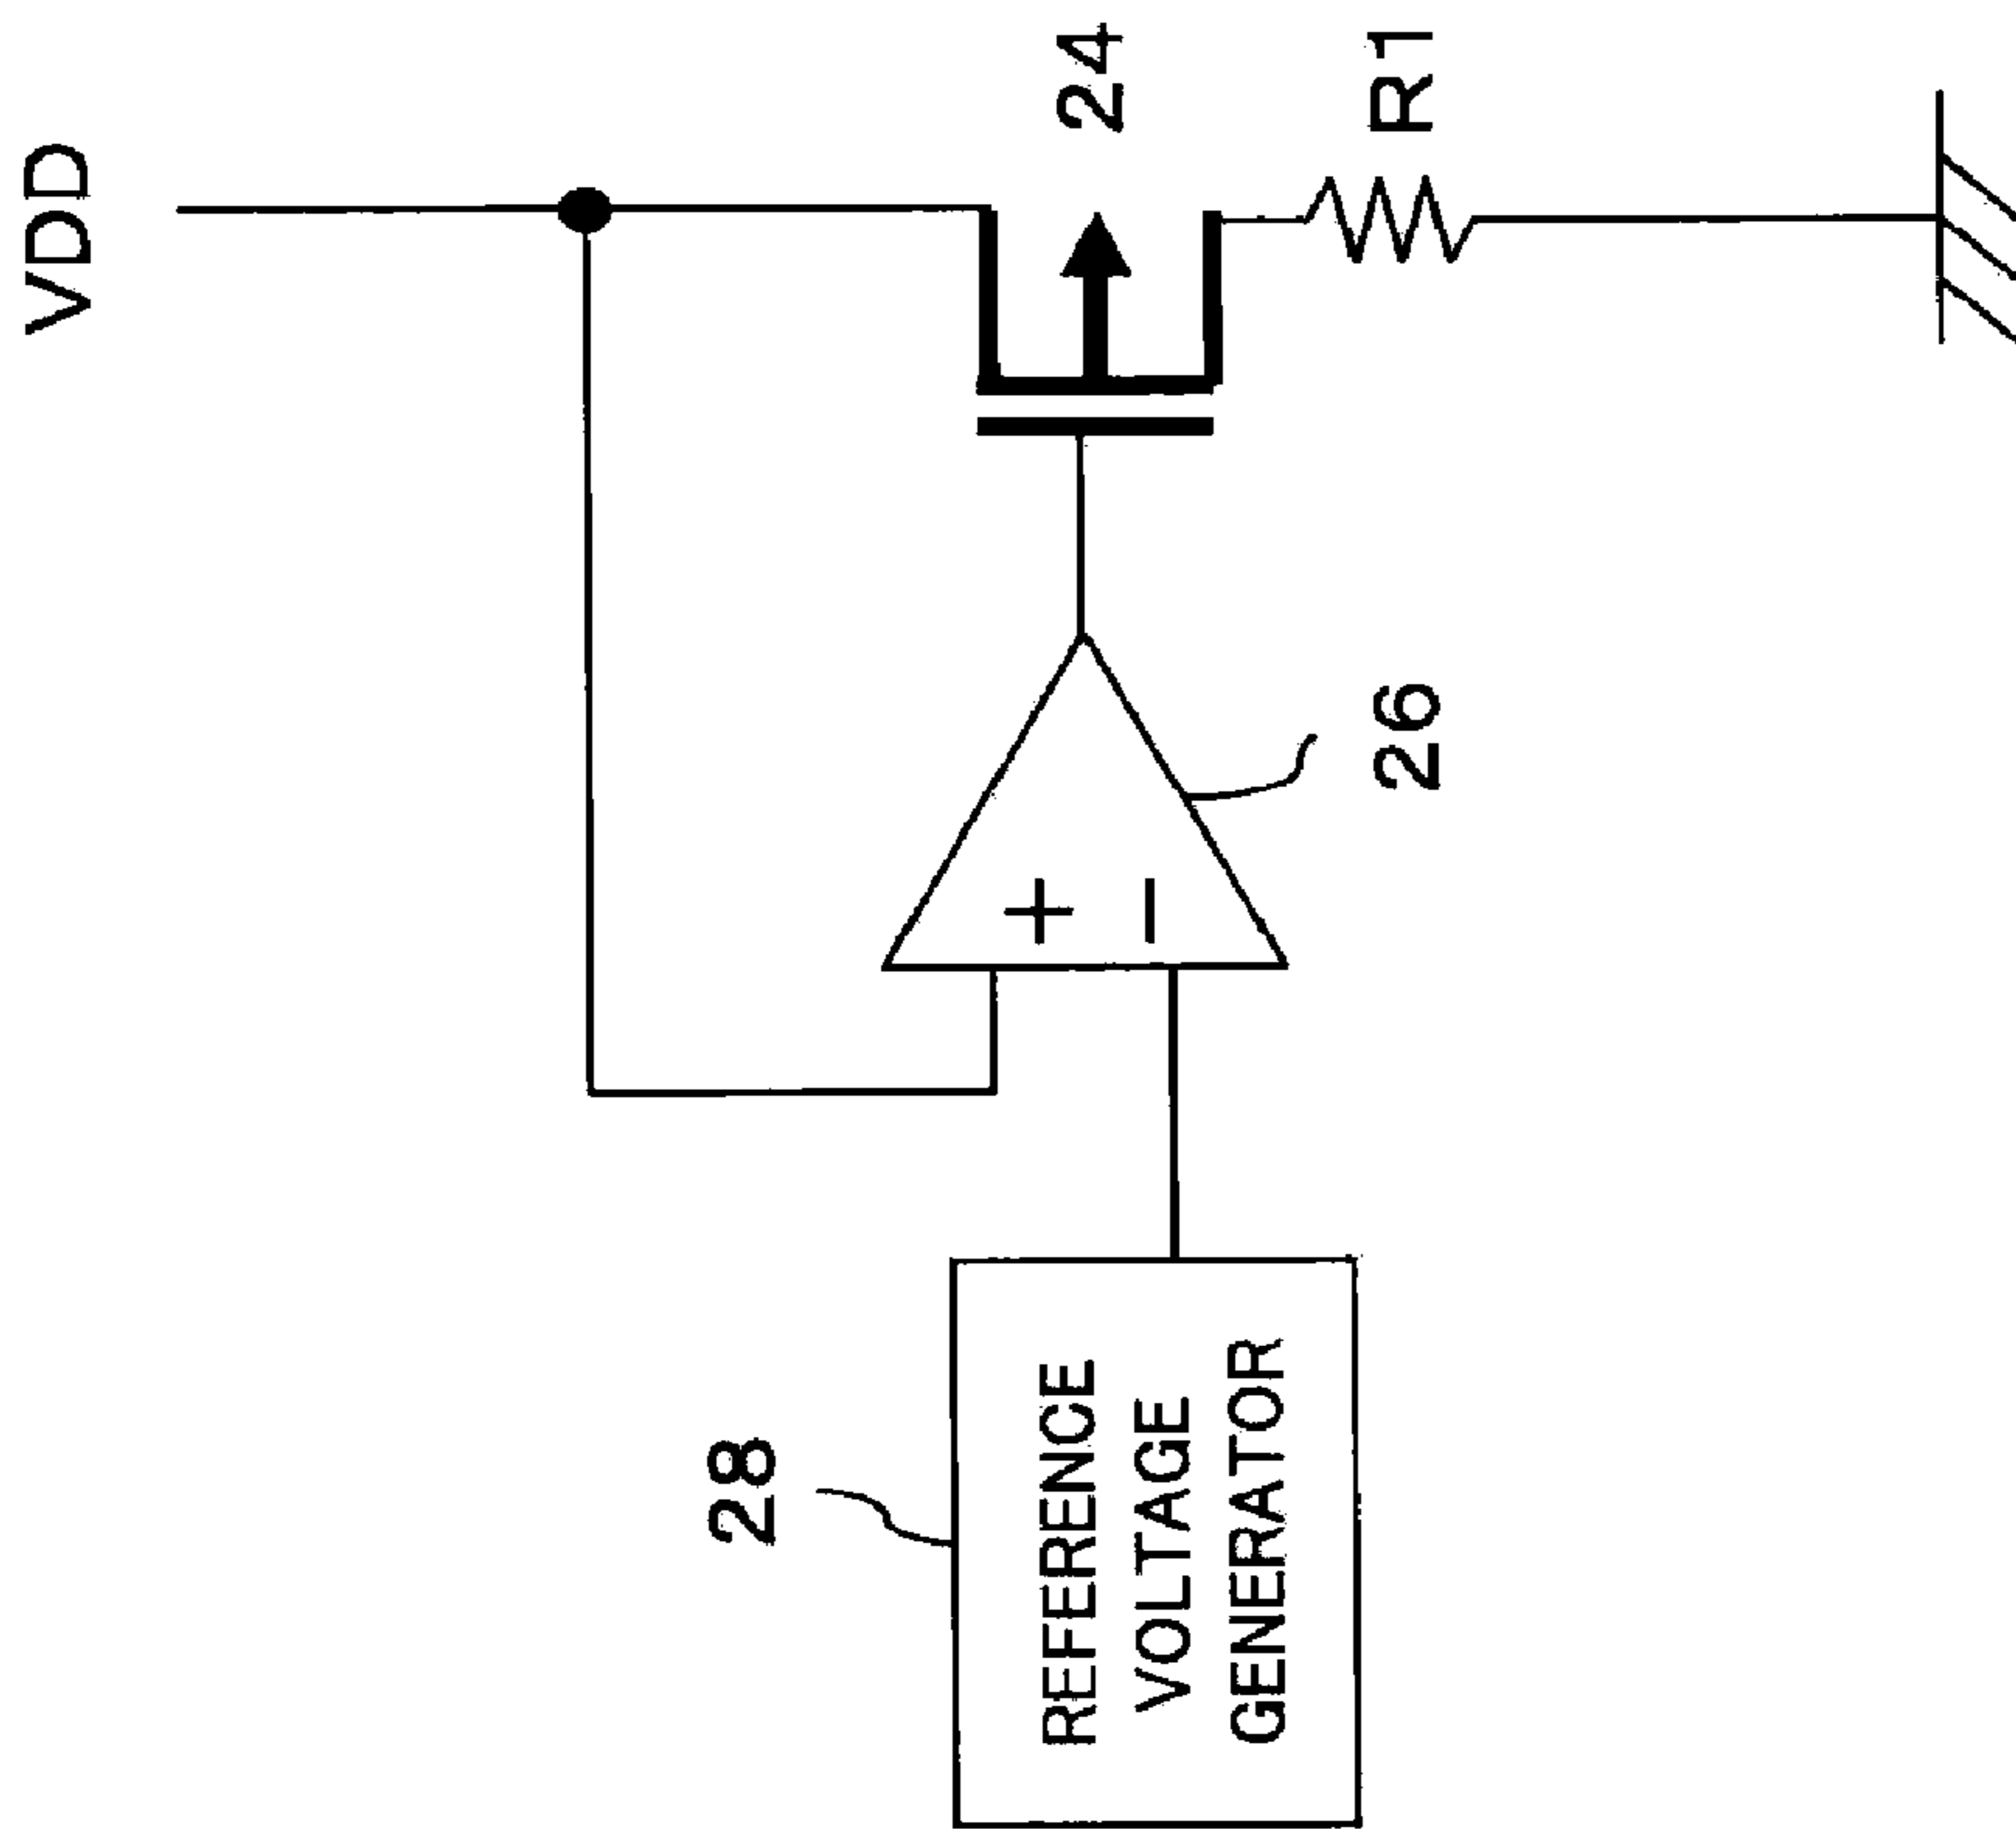 VDD
24
R1
26
28
REFERENCE
VOLTAGE
GENERATOR
+
−